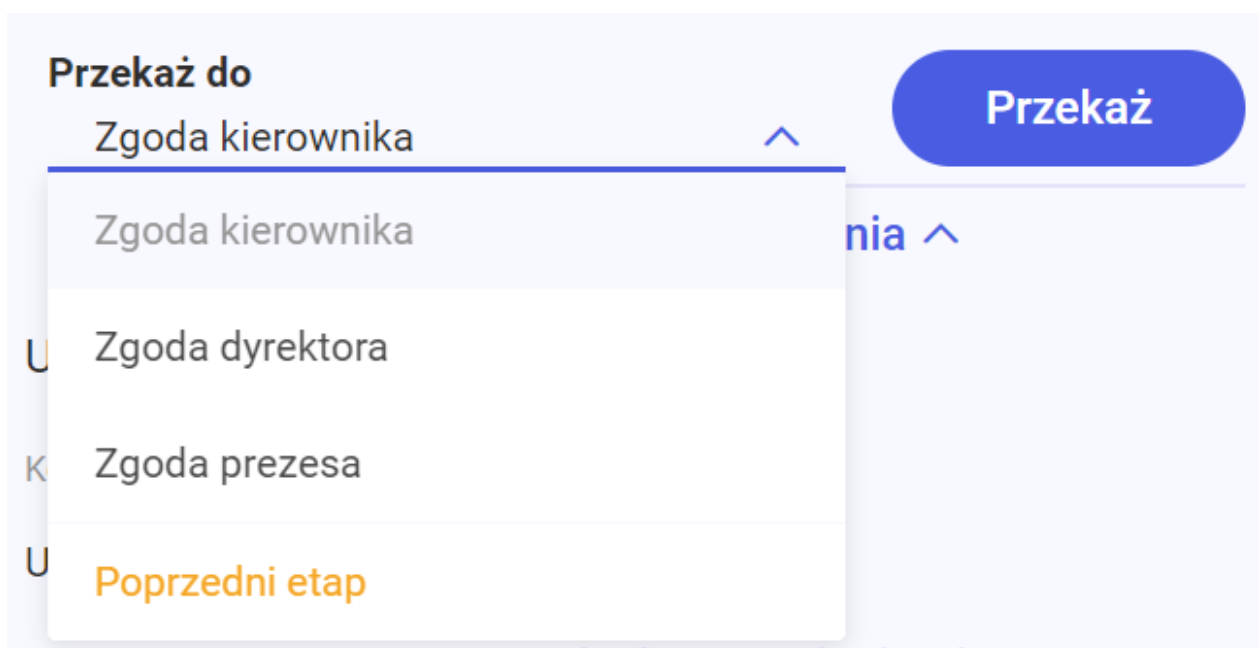 Przekaż do
Zgoda kierownika
Przekaż
Zgoda kierownika
nia
Zgoda dyrektora
Zgoda prezesa
Poprzedni etap